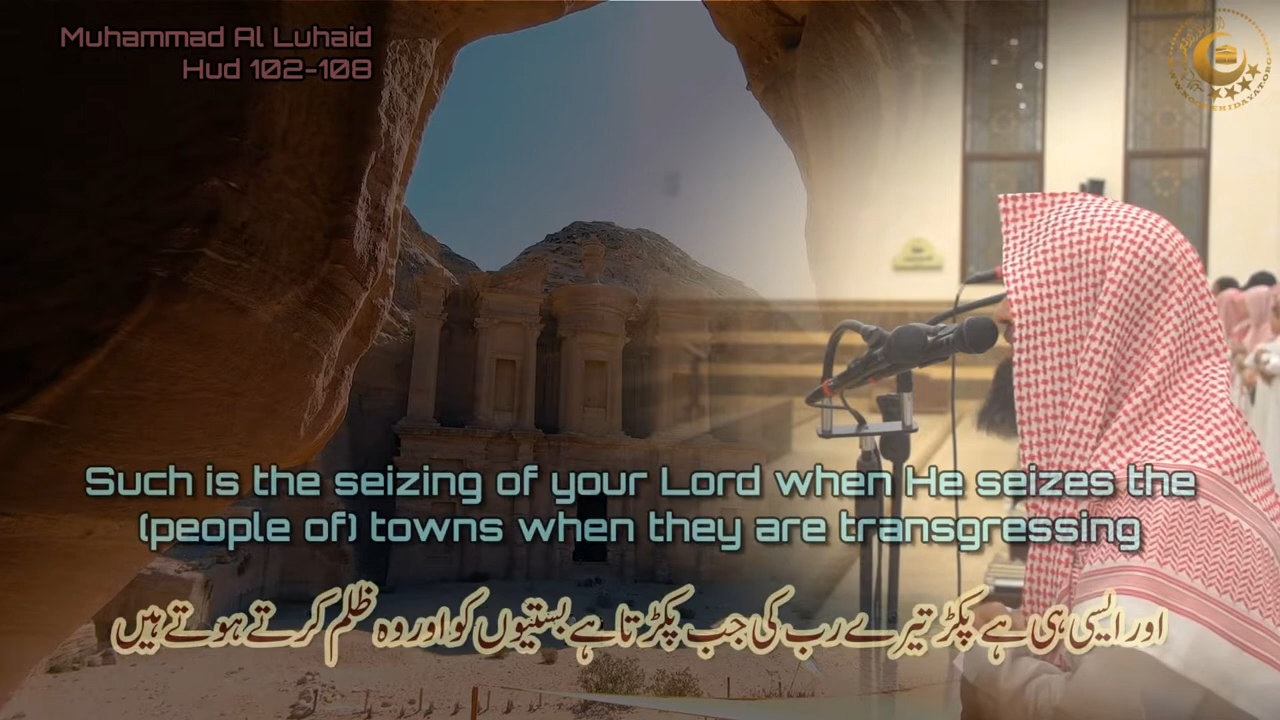 Muhammad Al Luhaid
Hud 102-108
Such is the seizing of your Lord when He seizes the
(people of) towns when they are transgressing
اور ایسی ہی ہے پکڑ تیرے رب کی جب پکڑتا ہے بستیوں کو اور وہ ظلم کرتے ہوتے ہیں